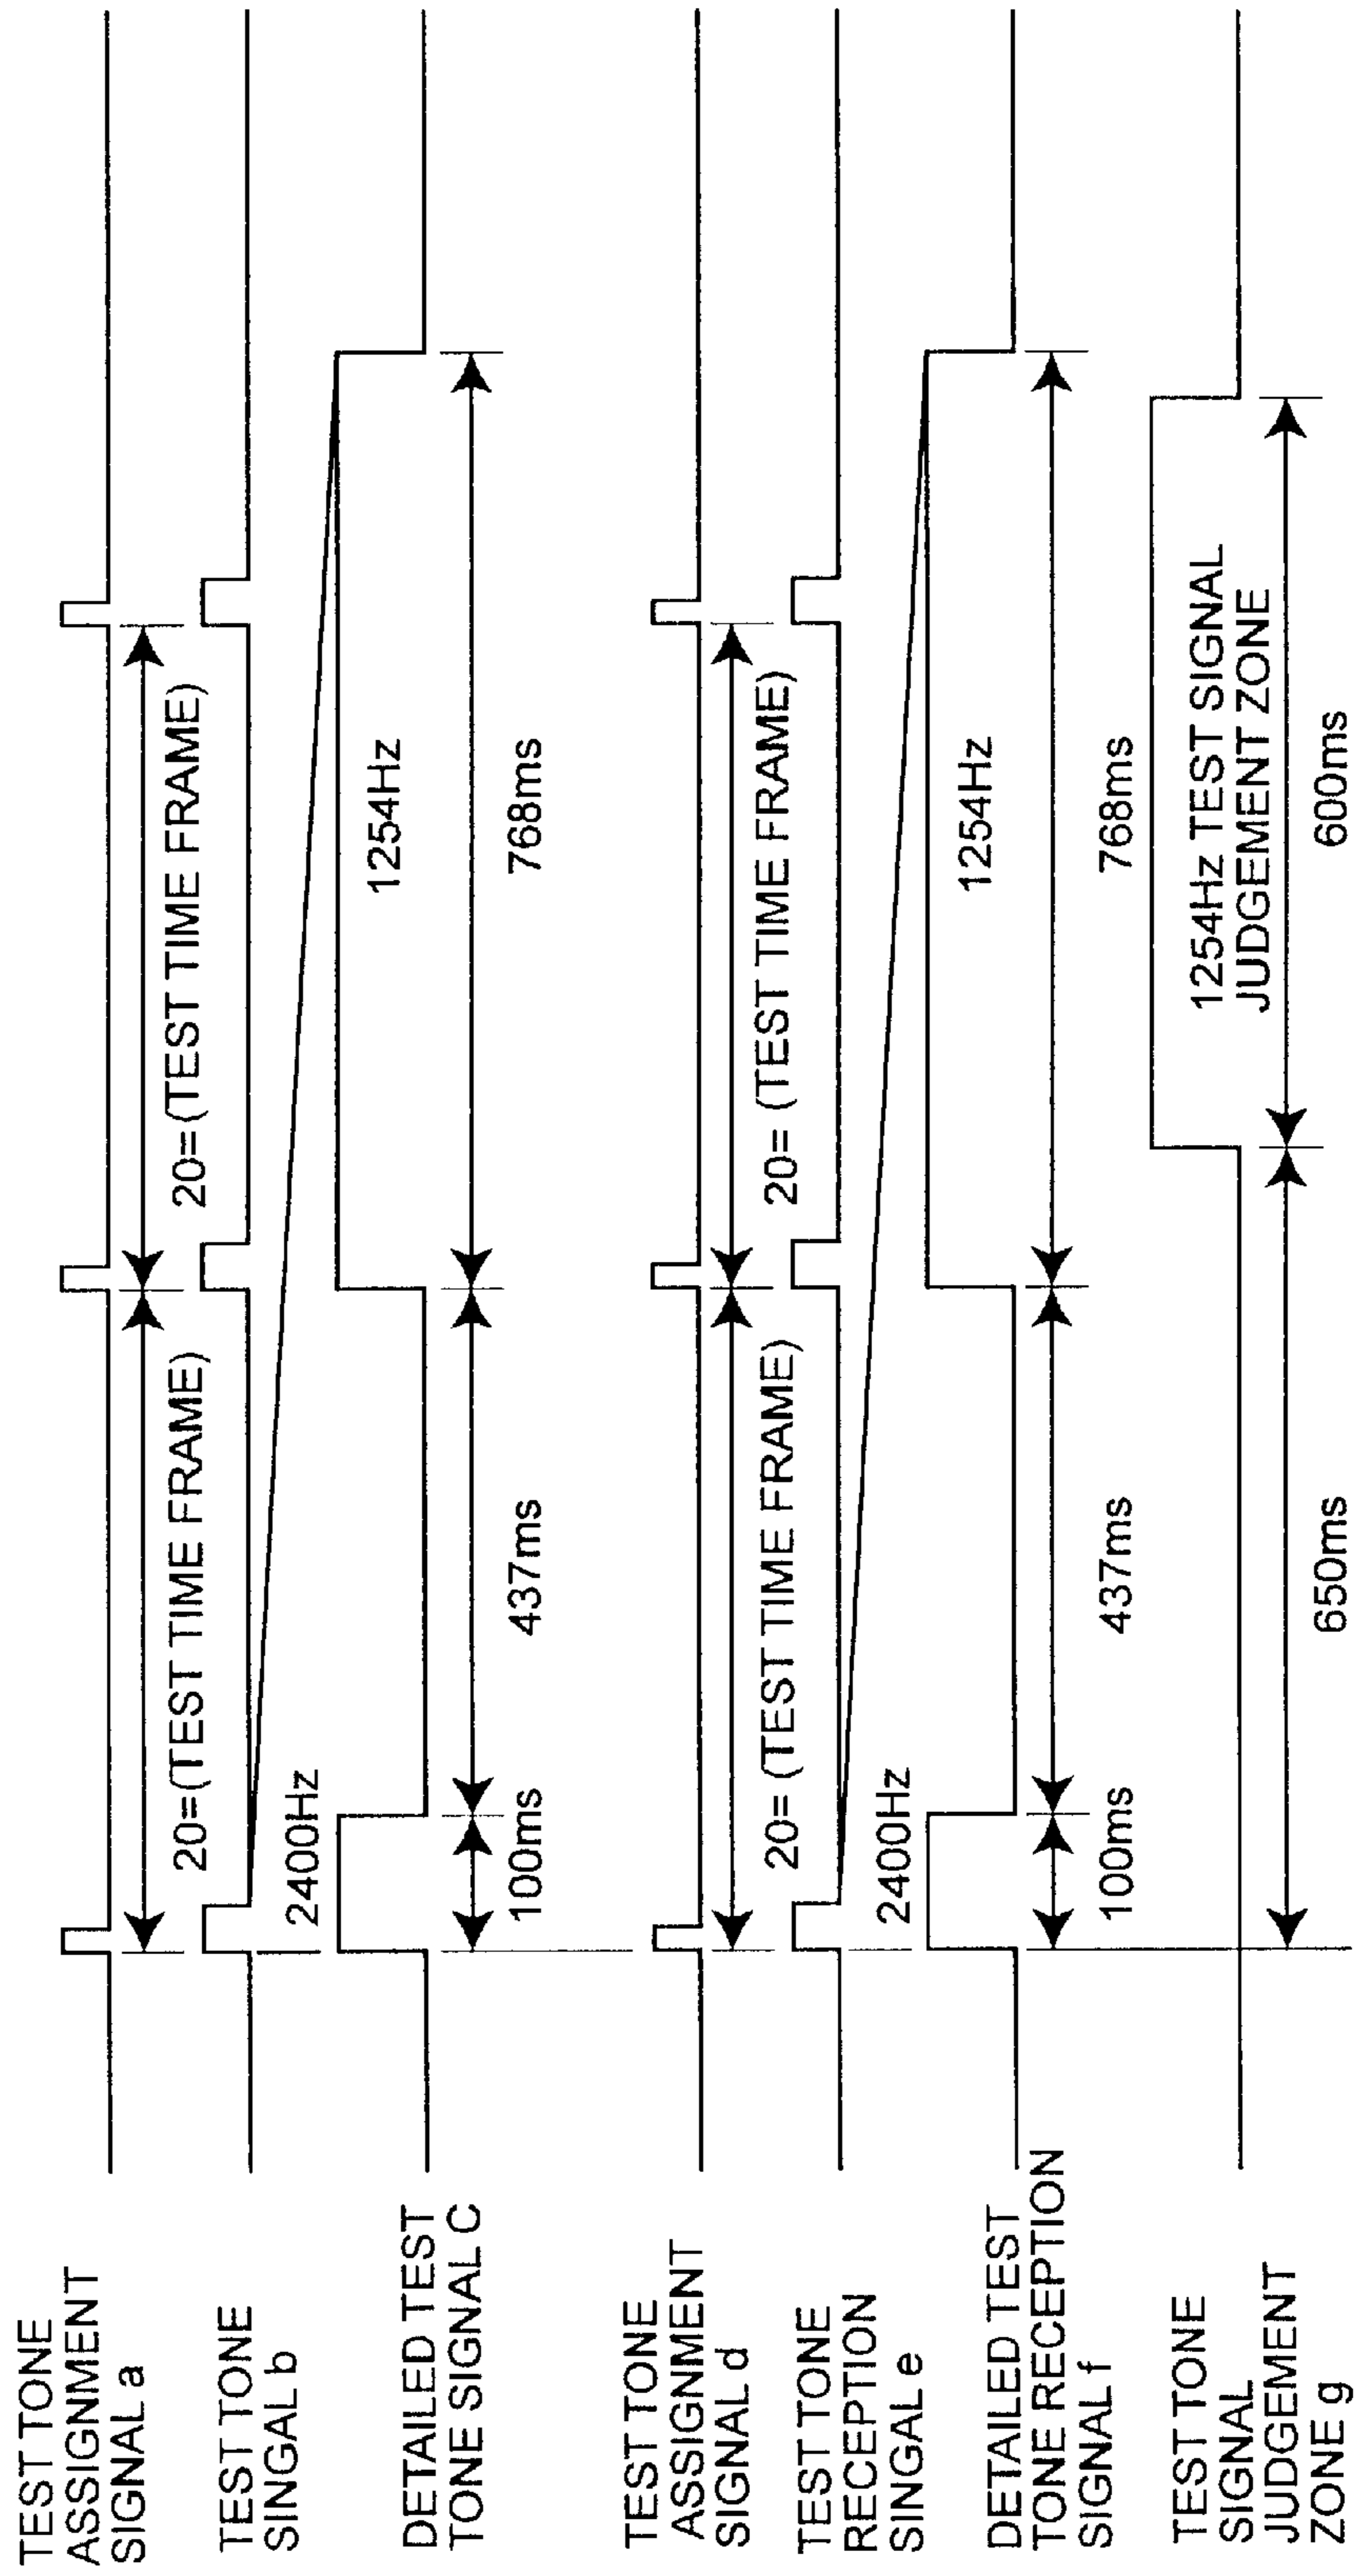 TEST TONE
ASSIGNMENT
SIGNAL a
20=(TEST TIME FRAME)
20=(TEST TIME FRAME)
TEST TONE
SINGAL b
2400Hz
1254Hz
DETAILED TEST
TONE SIGNAL C
100ms
437ms
768ms
TEST TONE
ASSIGNMENT
SIGNAL d
20= (TEST TIME FRAME)
20= (TEST TIME FRAME)
TEST TONE
RECEPTION
SINGAL e
2400Hz
1254Hz
DETAILED TEST
TONE RECEPTION
SIGNAL f
100ms
437ms
768ms
TEST TONE
SIGNAL
JUDGEMENT
ZONE g
1254Hz TEST SIGNAL
JUDGEMENT ZONE
650ms
600ms